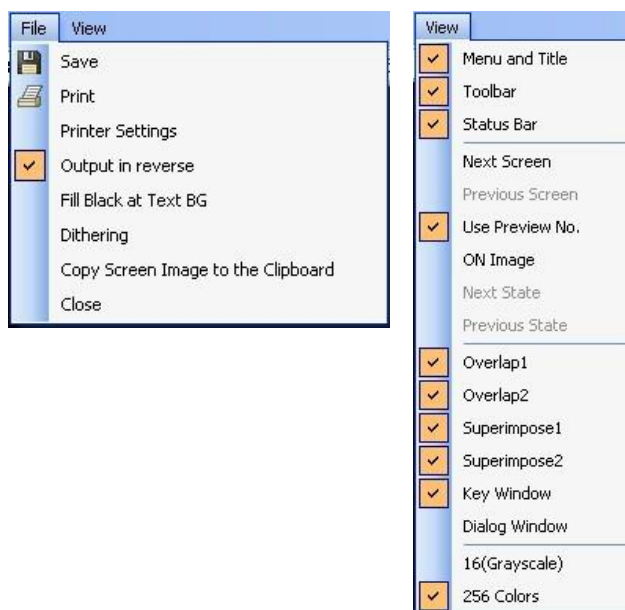 File View
Save
Print
Printer Settings
Output in reverse
Fill Black at Text BG
Dithering
Copy Screen Image to the Clipboard
Close
View
Menu and Title
Toolbar
Status Bar
Next Screen
Previous Screen
Use Preview No.
ON Image
Next State
Previous State
Overlap1
Overlap2
Superimpose1
Superimpose2
Key Window
Dialog Window
16(Grayscale)
256 Colors